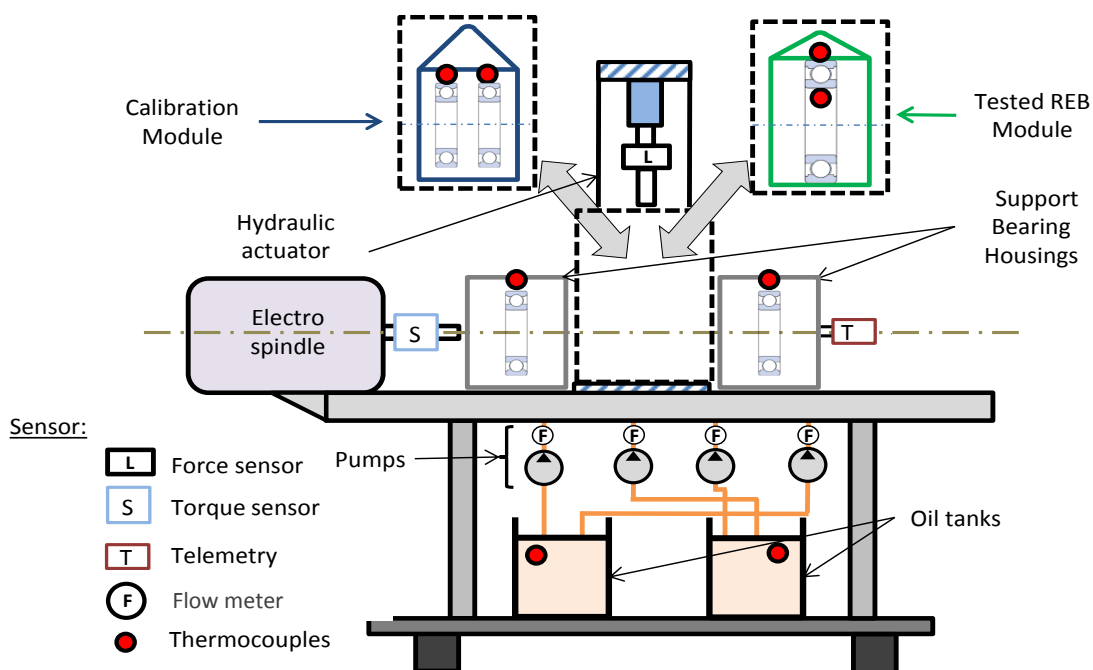 Calibration
Module
Tested REB
Module
L
Hydraulic
actuator
Support
Bearing
Housings
Electro
spindle
S
T
Sensor:
L Force sensor
S Torque sensor
T Telemetry
F Flow meter
Thermocouples
Pumps
F F F F
Oil tanks